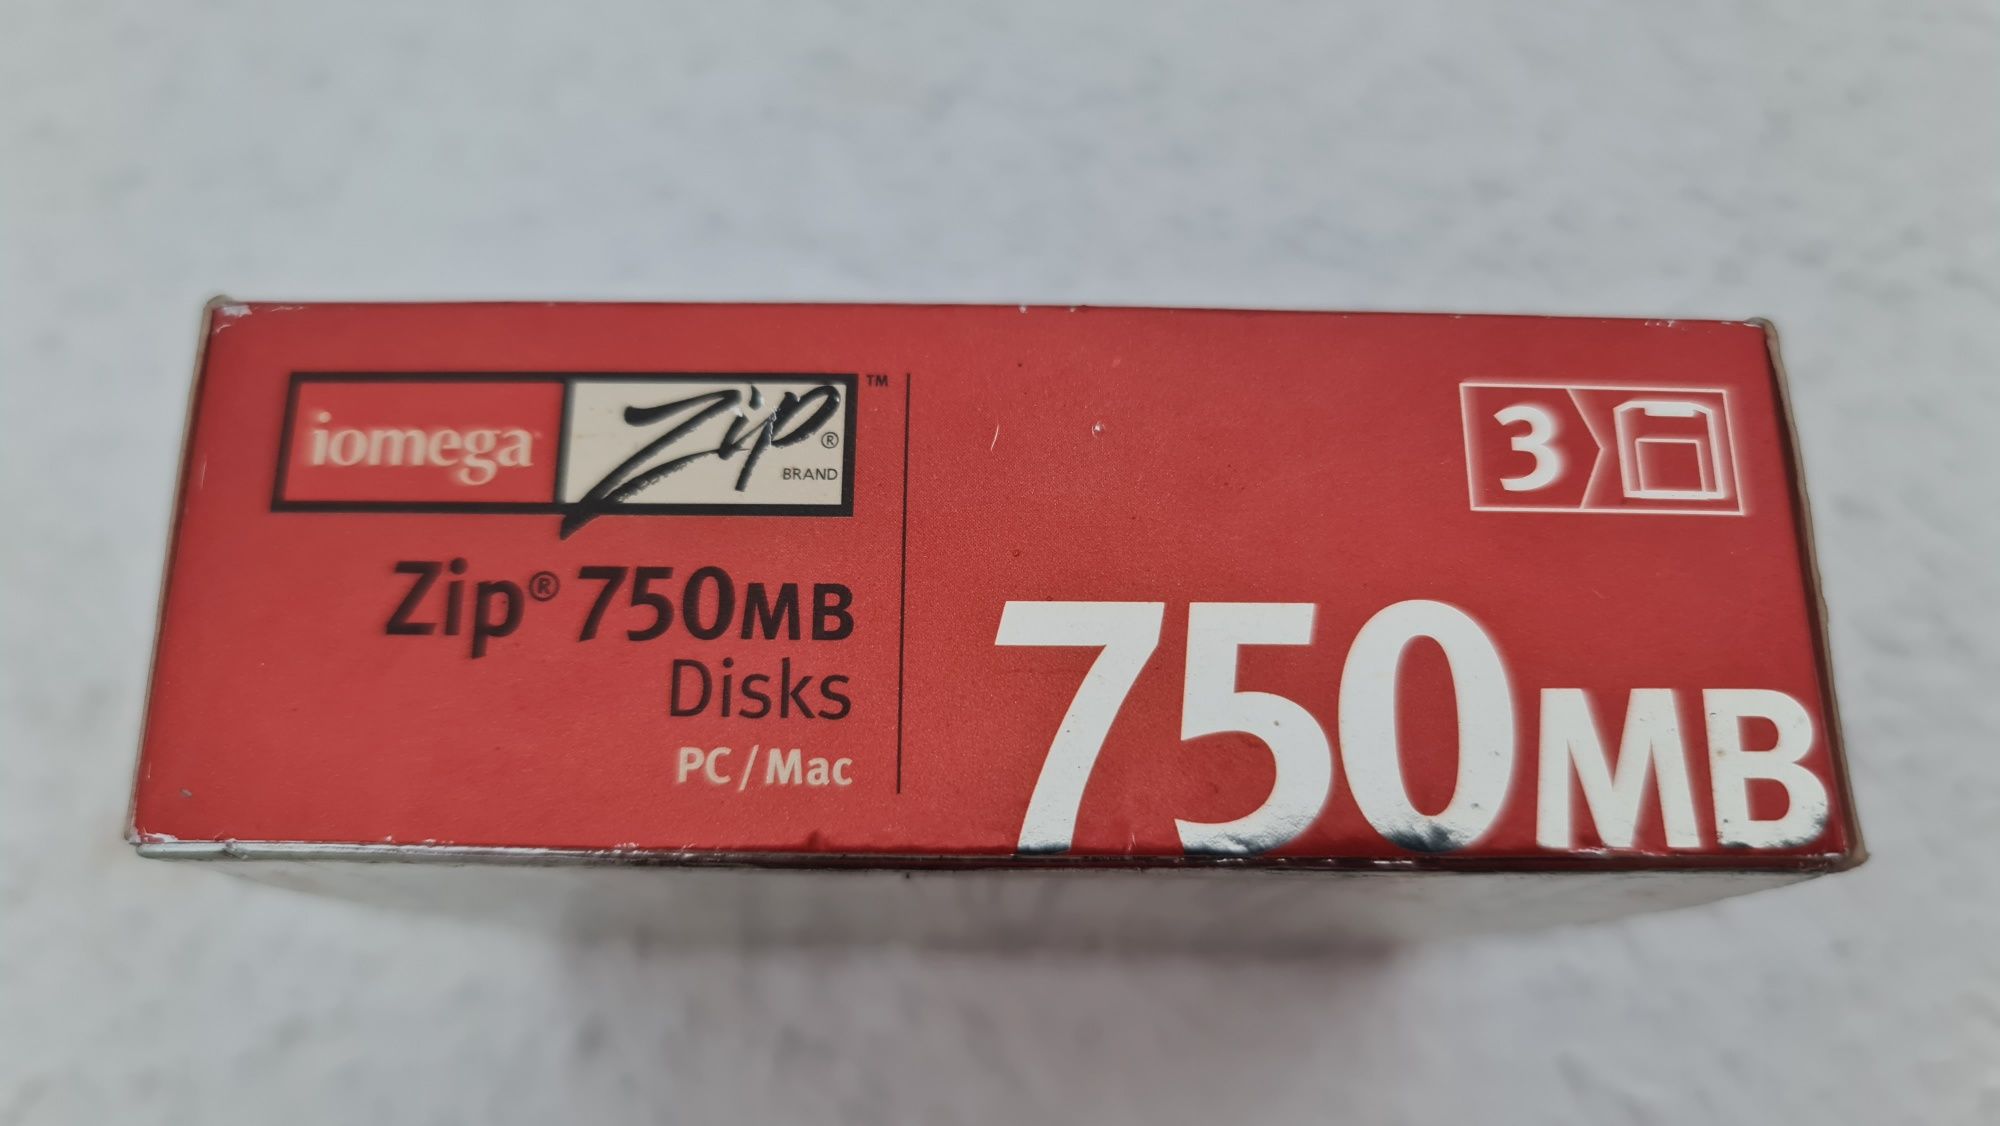 iomega Zip® ™
BRAND
Zip® 750MB
Disks
PC/Mac
3
750MB